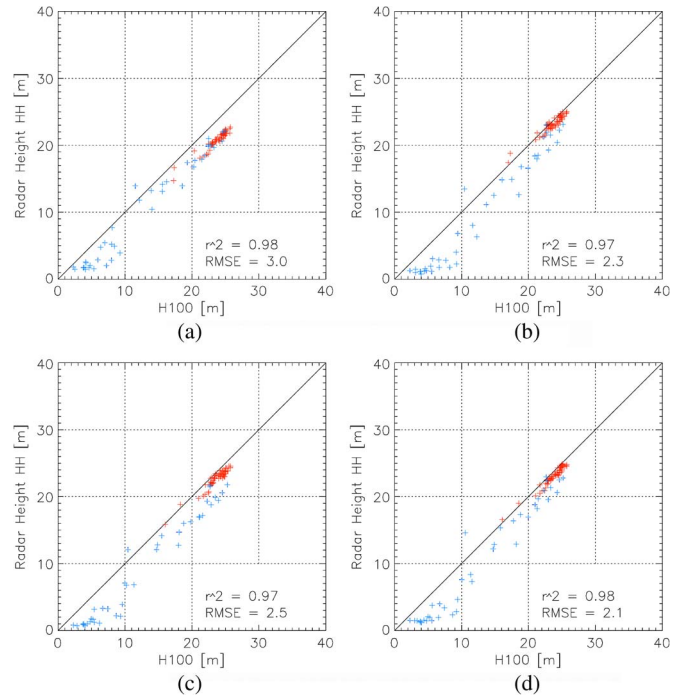 40
30
20
10
0
Radar Height HH [m]
r^2 = 0.98
RMSE = 3.0
0 10 20 30 40
H100 [m]
(a)
40
30
20
10
0
Radar Height HH [m]
r^2 = 0.97
RMSE = 2.3
0 10 20 30 40
H100 [m]
(b)
40
30
20
10
0
Radar Height HH [m]
r^2 = 0.97
RMSE = 2.5
0 10 20 30 40
H100 [m]
(c)
40
30
20
10
0
Radar Height HH [m]
r^2 = 0.98
RMSE = 2.1
0 10 20 30 40
H100 [m]
(d)